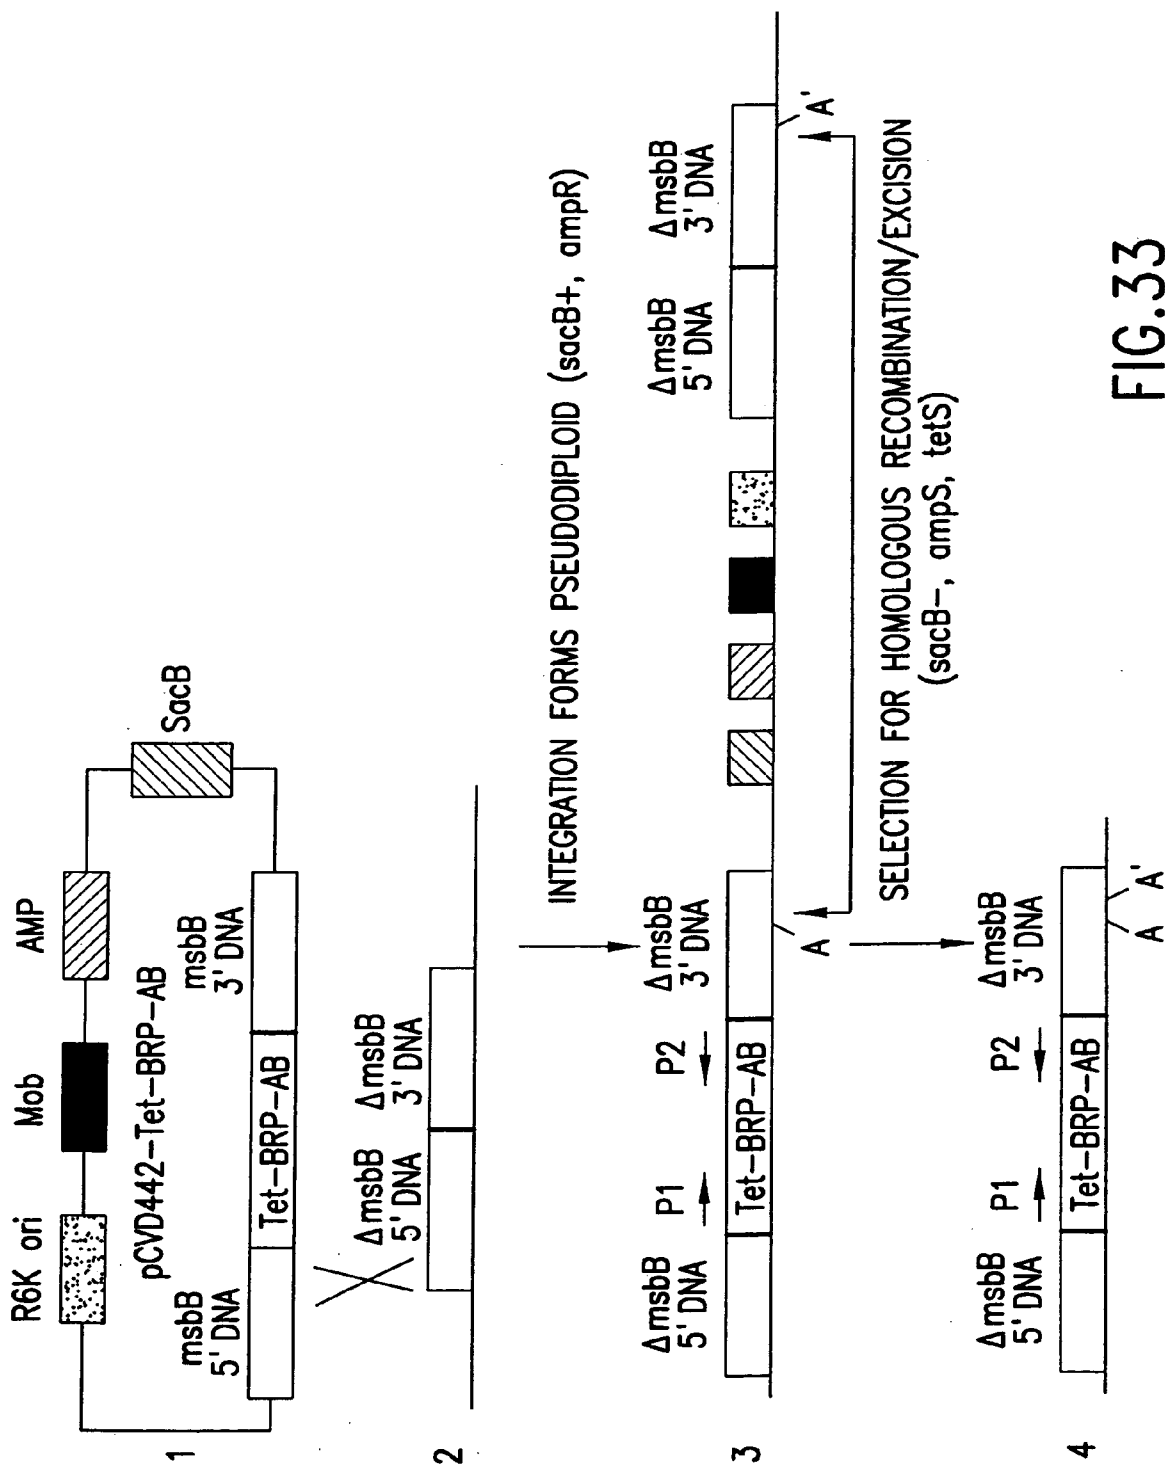 1
R6K ori
Mob
AMP
SacB
pCVD442-Tet-BRP-AB
msbB
5' DNA
Tet-BRP-AB
msbB
3' DNA
2
ΔmsbB
5' DNA
ΔmsbB
3' DNA
INTEGRATION FORMS PSEUDODIPLOID (sacB+, ampR)
3
ΔmsbB
5' DNA
P1
P2
Tet-BRP-AB
ΔmsbB
3' DNA
ΔmsbB
5' DNA
ΔmsbB
3' DNA
A
A'
SELECTION FOR HOMOLOGOUS RECOMBINATION/EXCISION
(sacB-, ampS, tetS)
4
ΔmsbB
5' DNA
P1
P2
Tet-BRP-AB
ΔmsbB
3' DNA
A
A'
FIG.33